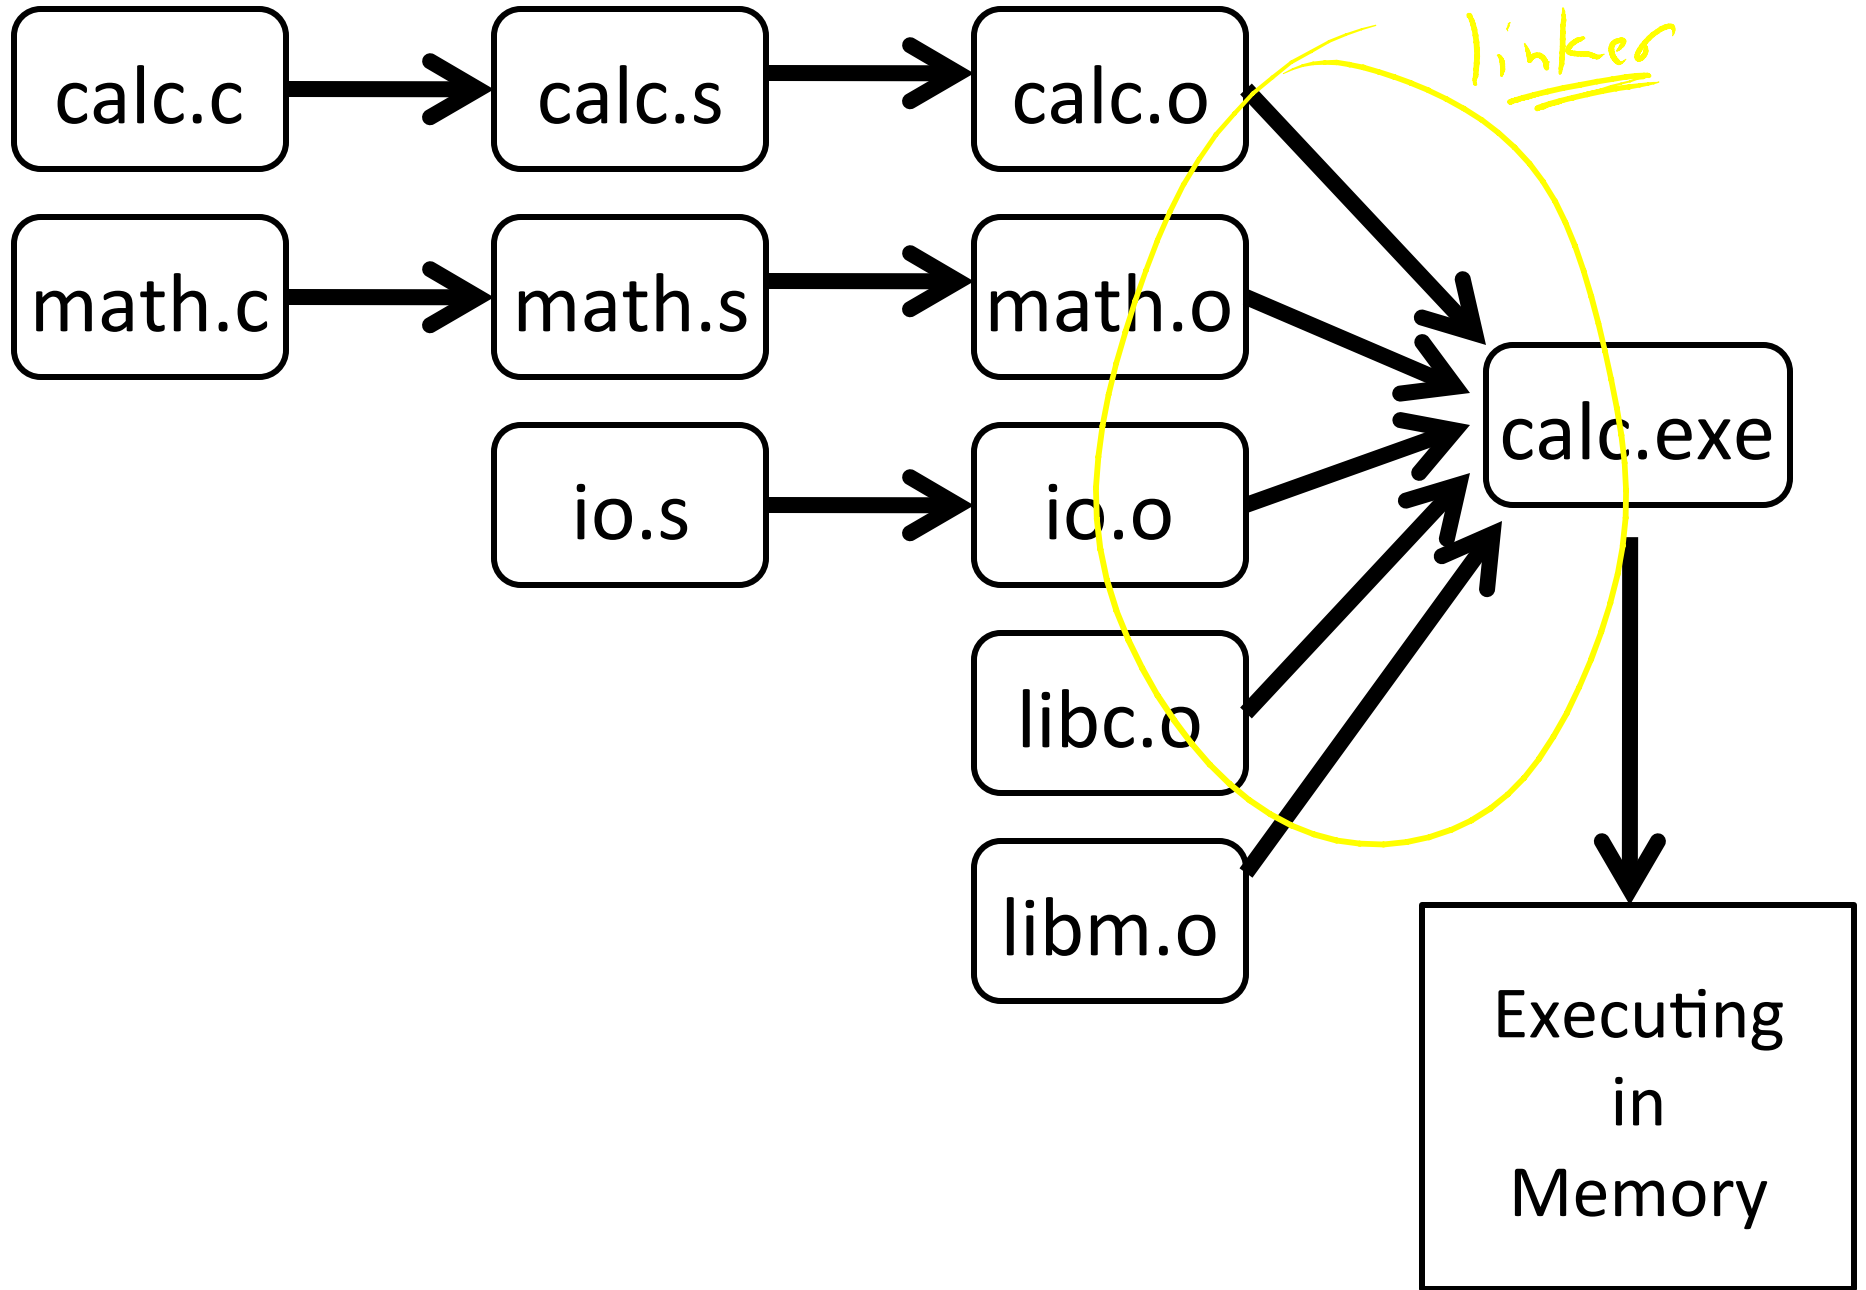 linker
calc.c
calc.s
calc.o
math.c
math.s
math.o
calc.exe
io.s
io.o
libc.o
libm.o
Executing
in
Memory